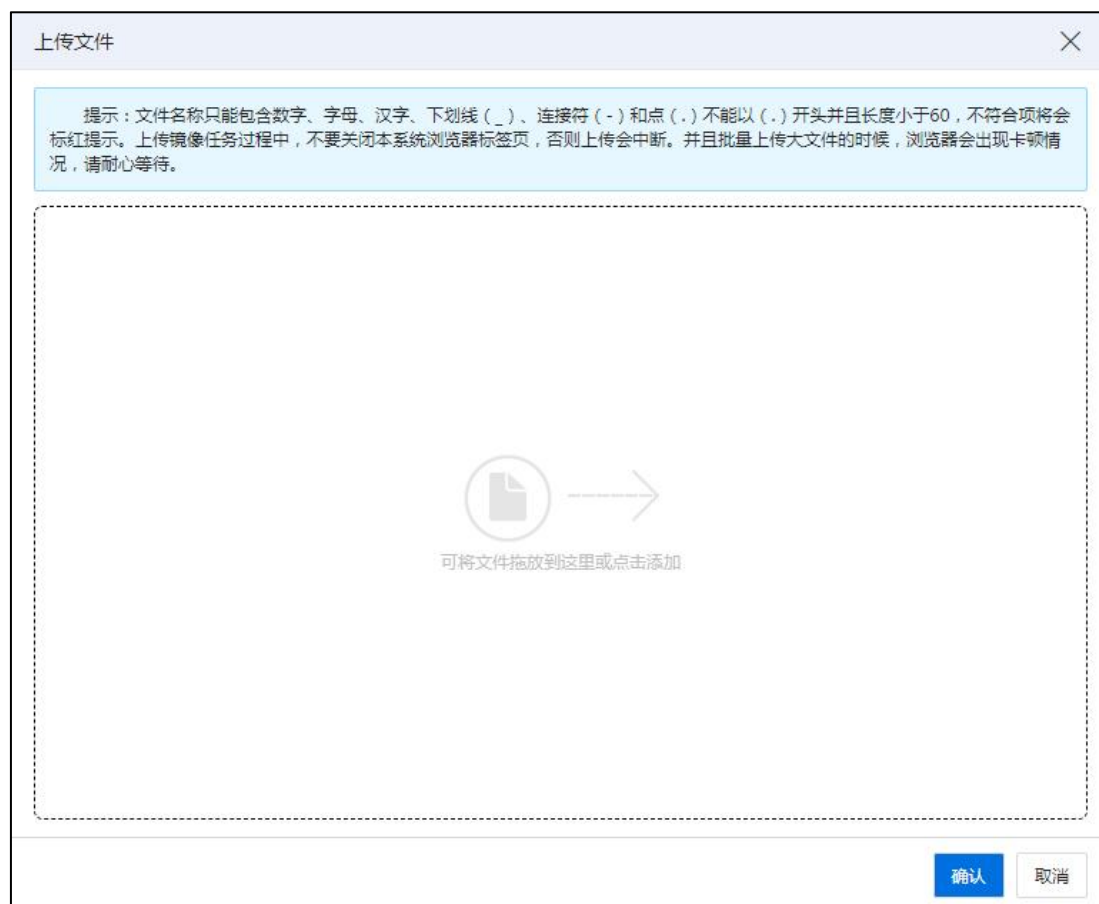 上传文件
提示：文件名称只能包含数字、字母、汉字、下划线（_）、连接符（-）和点（.）不能以（.）开头并且长度小于60，不符合项将会
标红提示。上传镜像任务过程中，不要关闭本系统浏览器标签页，否则上传会中断。并且批量上传大文件的时候，浏览器会出现卡顿情
况，请耐心等待。
可将文件拖放到这里或点击添加
确认
取消